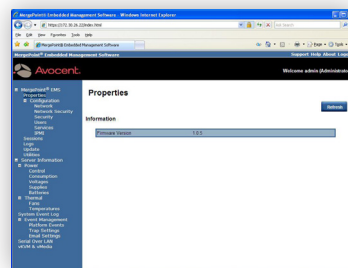 MergePoint® Embedded Management Software - Windows Internet Explorer
File Edit View Favorites Tools Help
MergePoint® Embedded Management Software
MergePoint® Embedded Management Software
Support Help About Logout
Avocent.
Welcome admin (Administrator
MergePoint® EMS
Properties
Configuration
Network
Network Security
Security
Users
Services
IPMI
Sessions
Logs
Update
Utilities
Server Information
Power
Control
Consumption
Voltages
Supplies
Batteries
Thermal
Fans
Temperatures
System Event Log
Event Management
Platform Events
Trap Settings
Email Settings
Serial Over LAN
vKVM & vMedia
Properties
Refresh
Information
Firmware Version